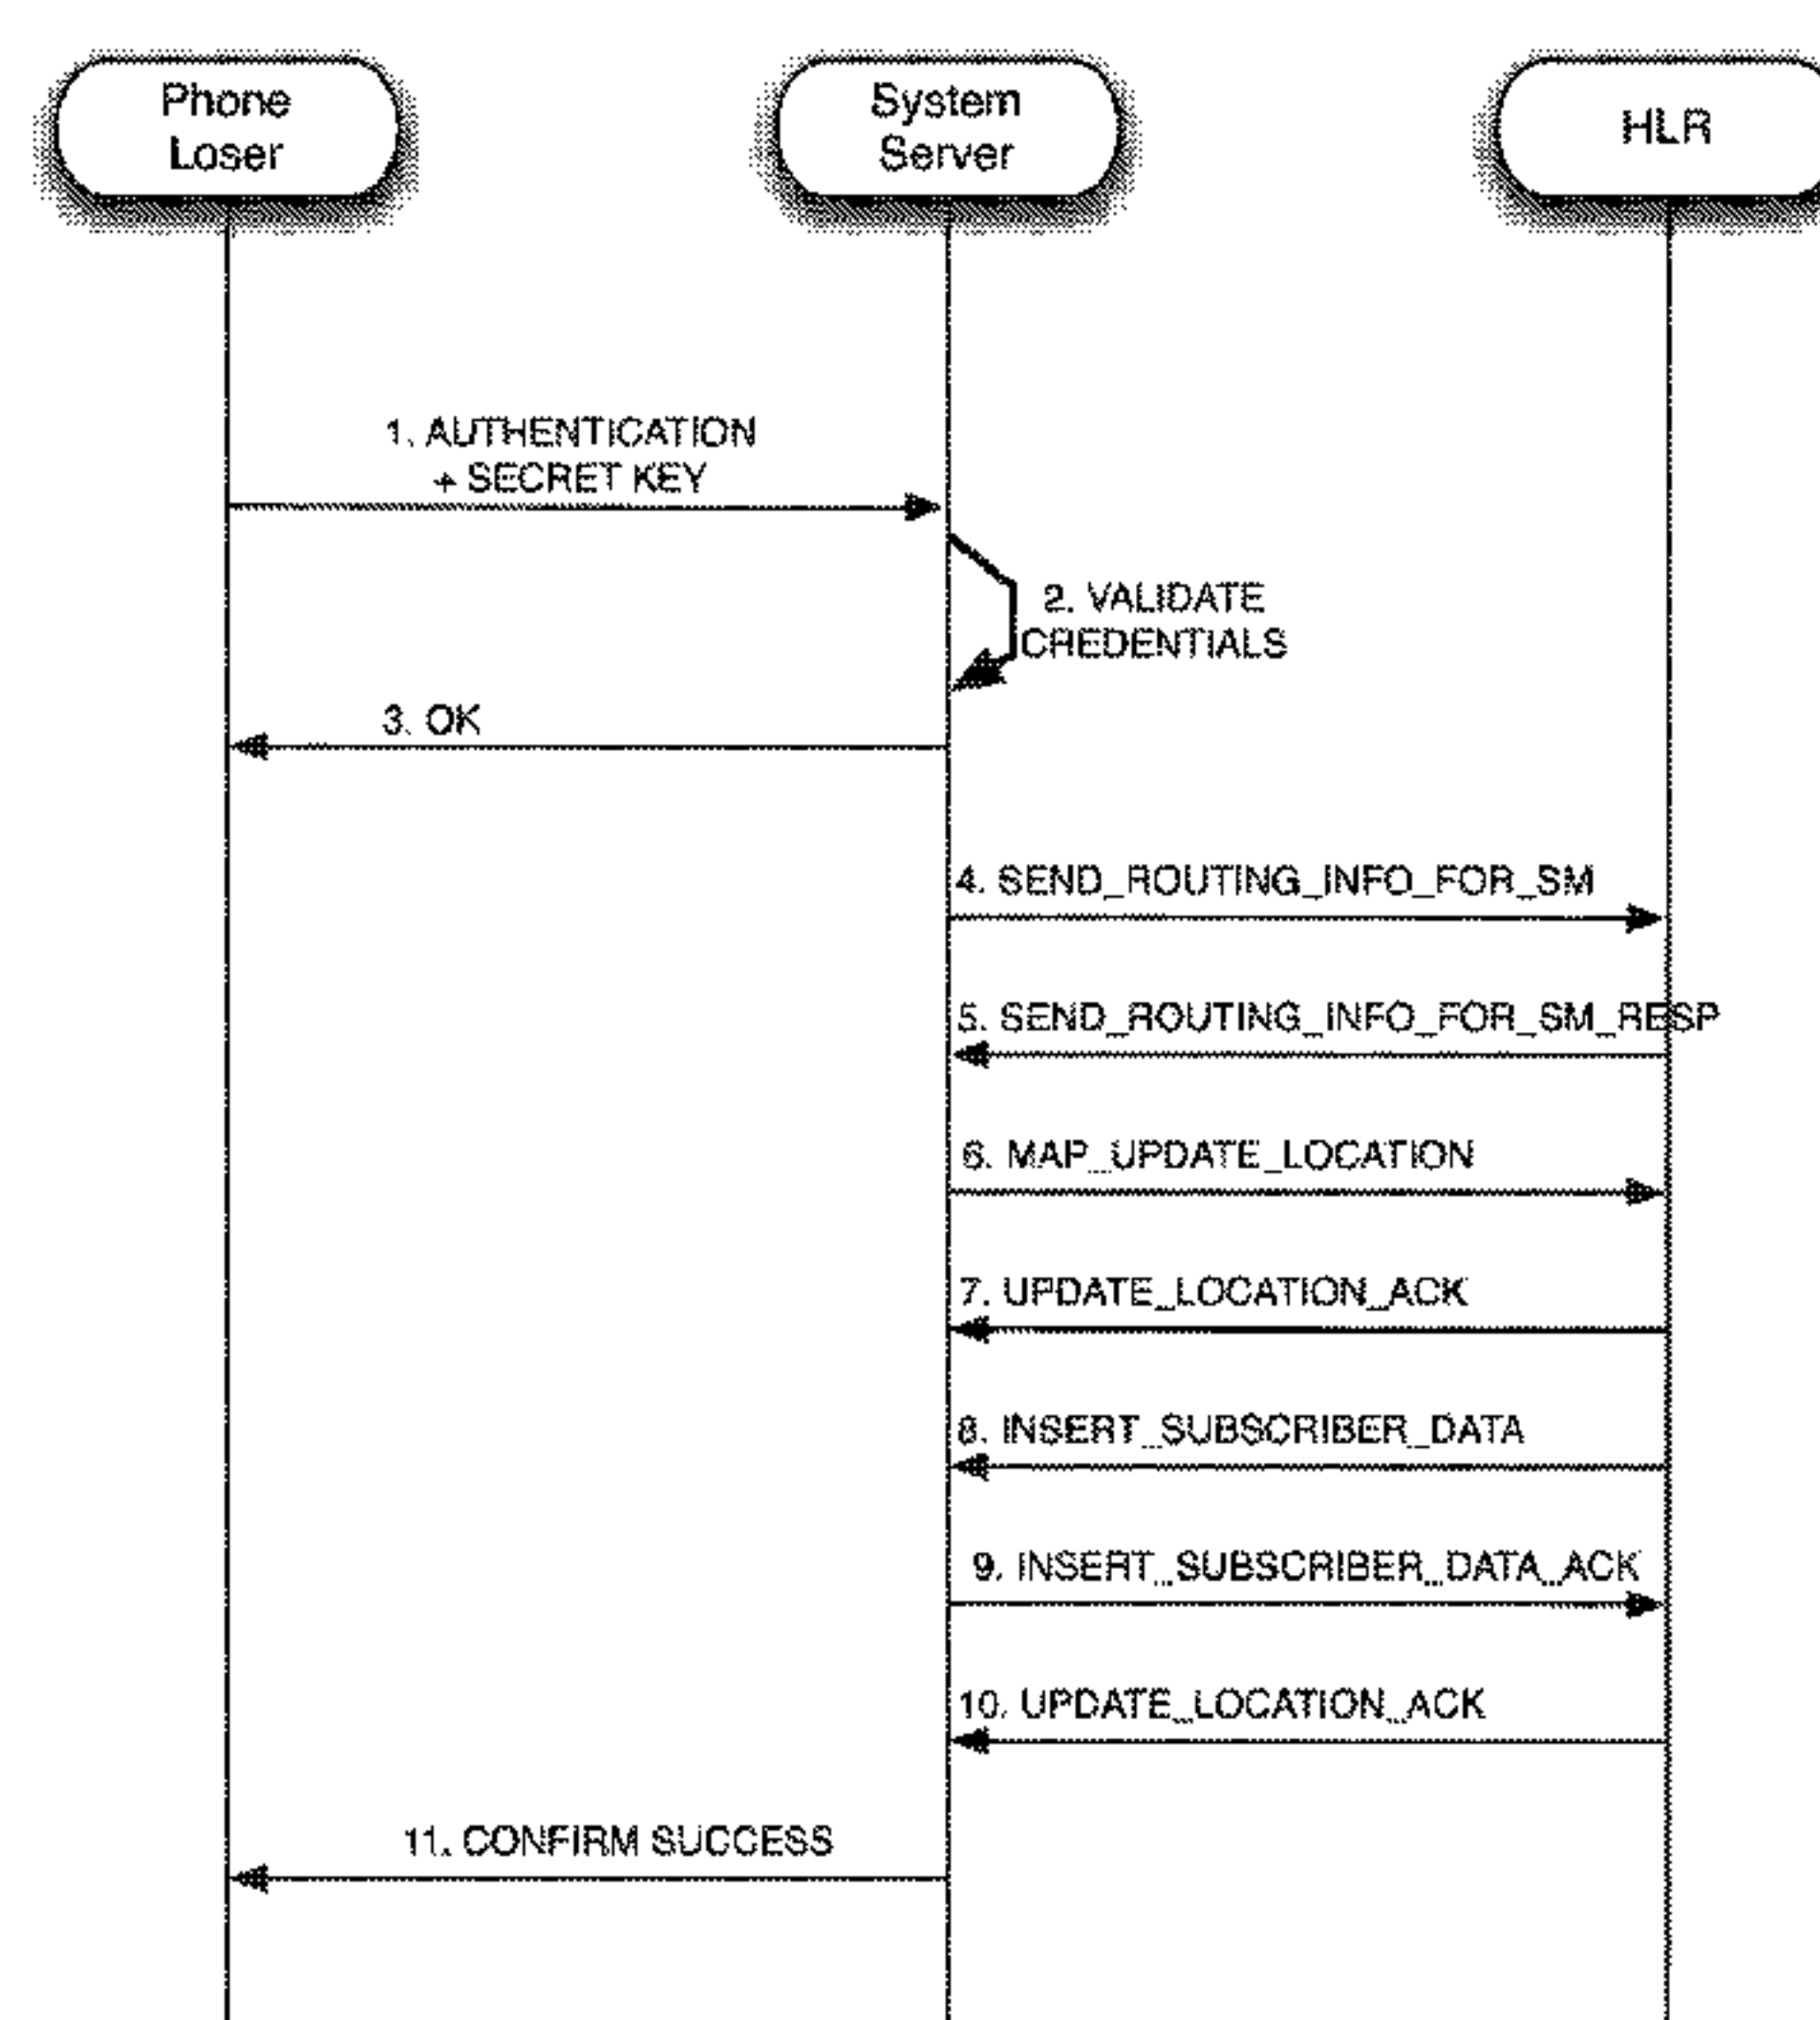 Phone
Loser
System
Server
HLR
1. AUTHENTICATION
+ SECRET KEY
2. VALIDATE
CREDENTIALS
3. OK
4. SEND_ROUTING_INFO_FOR_SM
5. SEND_ROUTING_INFO_FOR_SM_RESP
6. MAP_UPDATE_LOCATION
7. UPDATE_LOCATION_ACK
8. INSERT_SUBSCRIBER_DATA
9. INSERT_SUBSCRIBER_DATA_ACK
10. UPDATE_LOCATION_ACK
11. CONFIRM SUCCESS